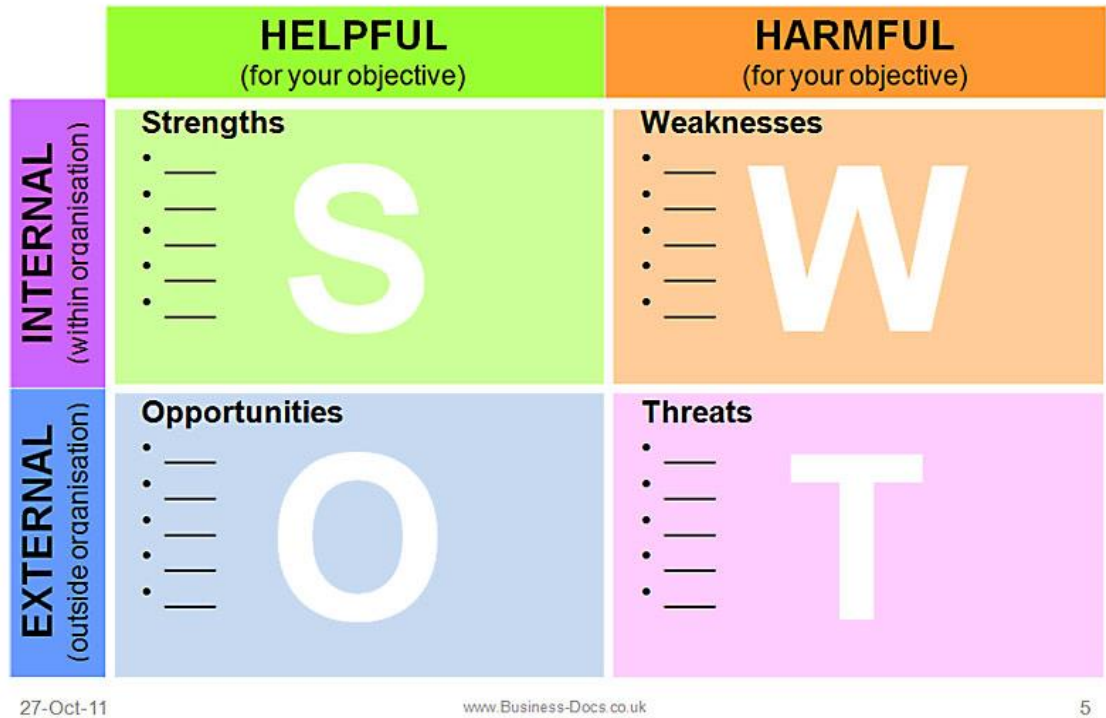 HELPFUL
(for your objective)
HARMFUL
(for your objective)
INTERNAL
(within organisation)
Strengths
•
•
•
•
•
S
Weaknesses
•
•
•
•
•
W
EXTERNAL
(outside organisation)
Opportunities
•
•
•
•
•
O
Threats
•
•
•
•
•
T
27-Oct-11
www.Business-Docs.co.uk
5